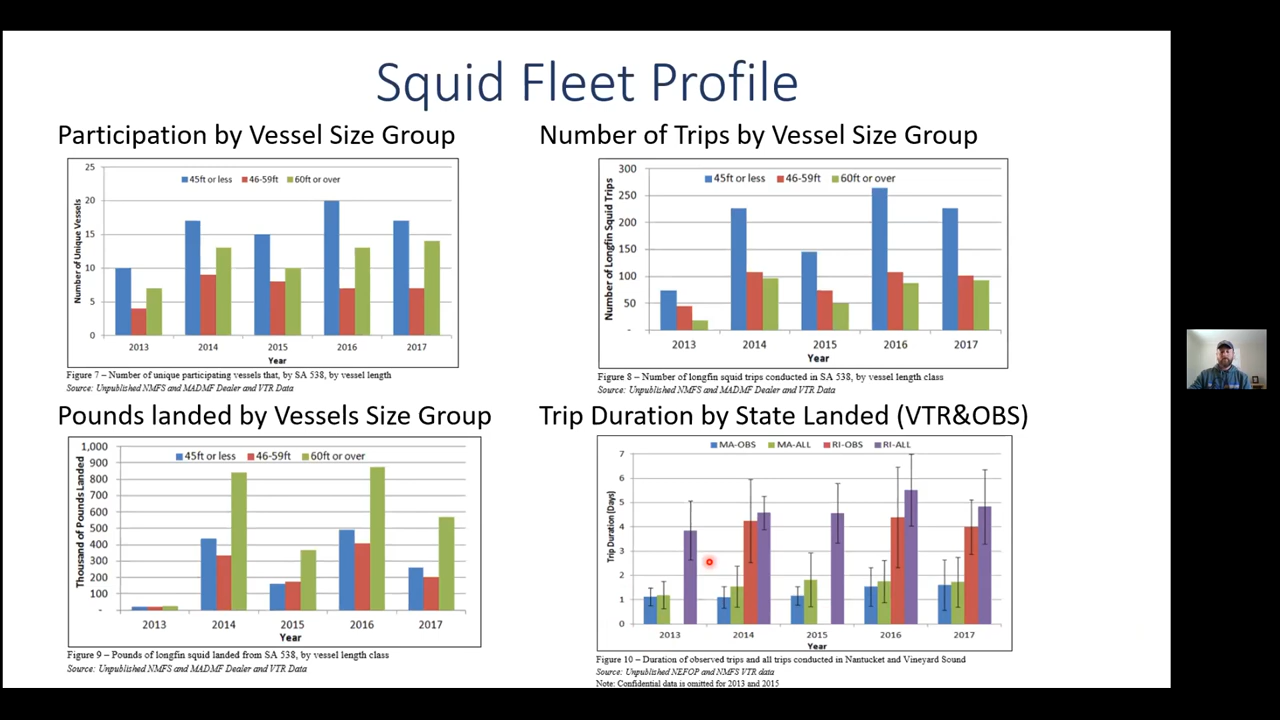 Squid Fleet Profile
Participation by Vessel Size Group
25
20
15
10
5
0
Number of Unique Vessels
45ft or less 46-59ft 60ft or over
2013 2014 2015 2016 2017
Year
Figure 7 – Number of unique participating vessels that, by SA 538, by vessel length
Source: Unpublished NMFS and MADMF Dealer and VTR Data
Number of Trips by Vessel Size Group
300
250
200
150
100
50
-
Number of Longfin Squid Trips
45ft or less 46-59ft 60ft or over
2013 2014 2015 2016 2017
Year
Figure 8 – Number of longfin squid trips conducted in SA 538, by vessel length class
Source: Unpublished NMFS and MADMF Dealer and VTR Data
Pounds landed by Vessels Size Group
1,000
900
800
700
600
500
400
300
200
100
-
Thousand of Pounds Landed
45ft or less 46-59ft 60ft or over
2013 2014 2015 2016 2017
Year
Figure 9 – Pounds of longfin squid landed from SA 538, by vessel length class
Source: Unpublished NMFS and MADMF Dealer and VTR Data
Trip Duration by State Landed (VTR&OBS)
MA-OBS MA-ALL RI-OBS RI-ALL
7
6
5
4
3
2
1
0
Trip Duration (Days)
2013 2014 2015 2016 2017
Year
Figure 10 – Duration of observed trips and all trips conducted in Nantucket and Vineyard Sound
Source: Unpublished NEFOP and NMFS VTR data
Note: Confidential data is omitted for 2013 and 2015